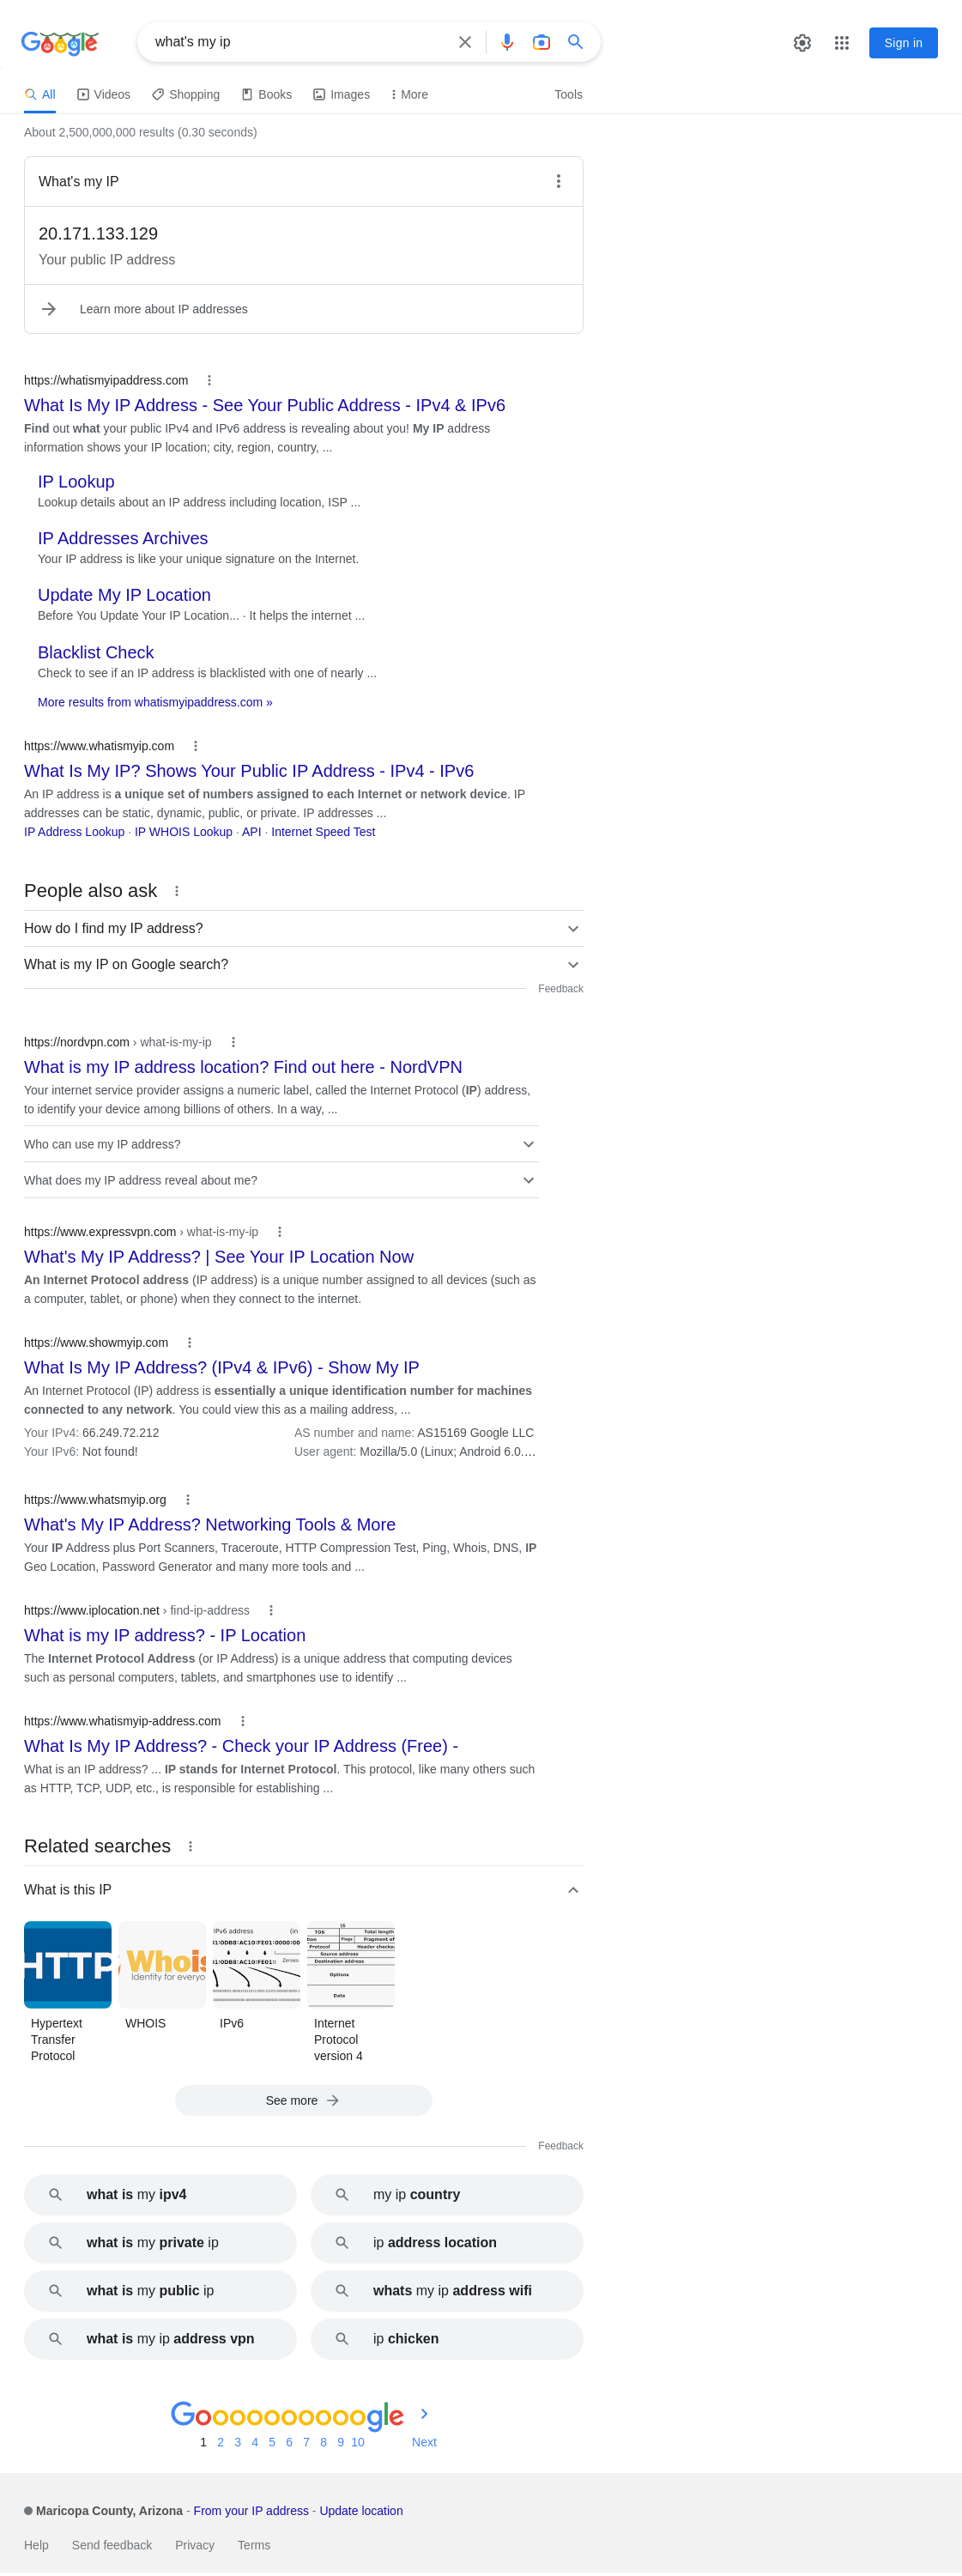 Google
what's my ip
Sign in
All
Videos
Shopping
Books
Images
More
Tools
About 2,500,000,000 results (0.30 seconds)
What's my IP
20.171.133.129
Your public IP address
Learn more about IP addresses
https://whatismyipaddress.com
What Is My IP Address - See Your Public Address - IPv4 & IPv6
Find out what your public IPv4 and IPv6 address is revealing about you! My IP address
information shows your IP location; city, region, country, ...
IP Lookup
Lookup details about an IP address including location, ISP ...
IP Addresses Archives
Your IP address is like your unique signature on the Internet.
Update My IP Location
Before You Update Your IP Location... · It helps the internet ...
Blacklist Check
Check to see if an IP address is blacklisted with one of nearly ...
More results from whatismyipaddress.com »
https://www.whatismyip.com
What Is My IP? Shows Your Public IP Address - IPv4 - IPv6
An IP address is a unique set of numbers assigned to each Internet or network device. IP
addresses can be static, dynamic, public, or private. IP addresses ...
IP Address Lookup · IP WHOIS Lookup · API · Internet Speed Test
People also ask
How do I find my IP address?
What is my IP on Google search?
Feedback
https://nordvpn.com › what-is-my-ip
What is my IP address location? Find out here - NordVPN
Your internet service provider assigns a numeric label, called the Internet Protocol (IP) address,
to identify your device among billions of others. In a way, ...
Who can use my IP address?
What does my IP address reveal about me?
https://www.expressvpn.com › what-is-my-ip
What's My IP Address? | See Your IP Location Now
An Internet Protocol address (IP address) is a unique number assigned to all devices (such as
a computer, tablet, or phone) when they connect to the internet.
https://www.showmyip.com
What Is My IP Address? (IPv4 & IPv6) - Show My IP
An Internet Protocol (IP) address is essentially a unique identification number for machines
connected to any network. You could view this as a mailing address, ...
Your IPv4: 66.249.72.212
AS number and name: AS15169 Google LLC
Your IPv6: Not found!
User agent: Mozilla/5.0 (Linux; Android 6.0....
https://www.whatsmyip.org
What's My IP Address? Networking Tools & More
Your IP Address plus Port Scanners, Traceroute, HTTP Compression Test, Ping, Whois, DNS, IP
Geo Location, Password Generator and many more tools and ...
https://www.iplocation.net › find-ip-address
What is my IP address? - IP Location
The Internet Protocol Address (or IP Address) is a unique address that computing devices
such as personal computers, tablets, and smartphones use to identify ...
https://www.whatismyip-address.com
What Is My IP Address? - Check your IP Address (Free) -
What is an IP address? ... IP stands for Internet Protocol. This protocol, like many others such
as HTTP, TCP, UDP, etc., is responsible for establishing ...
Related searches
What is this IP
HTTP
Whois
Identity for everyo
IPv6 address (in
Zeroes
16
TOS Total length
Flags Fragment of
Protocol Header checks
Source address
Destination address
Options
Data
Hypertext
Transfer
Protocol
WHOIS
IPv6
Internet
Protocol
version 4
See more
Feedback
what is my ipv4
my ip country
what is my private ip
ip address location
what is my public ip
whats my ip address wifi
what is my ip address vpn
ip chicken
Goooooooooogle
1 2 3 4 5 6 7 8 9 10 Next
Maricopa County, Arizona - From your IP address - Update location
Help
Send feedback
Privacy
Terms